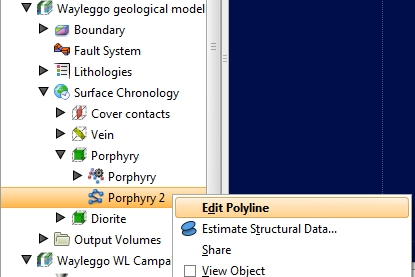 Wayleggo geological model
Boundary
Fault System
Lithologies
Surface Chronology
Cover contacts
Vein
Porphyry
Porphyry
Porphyry 2
Edit Polyline
Estimate Structural Data...
Share
View Object
Diorite
Output Volumes
Wayleggo WL Campa